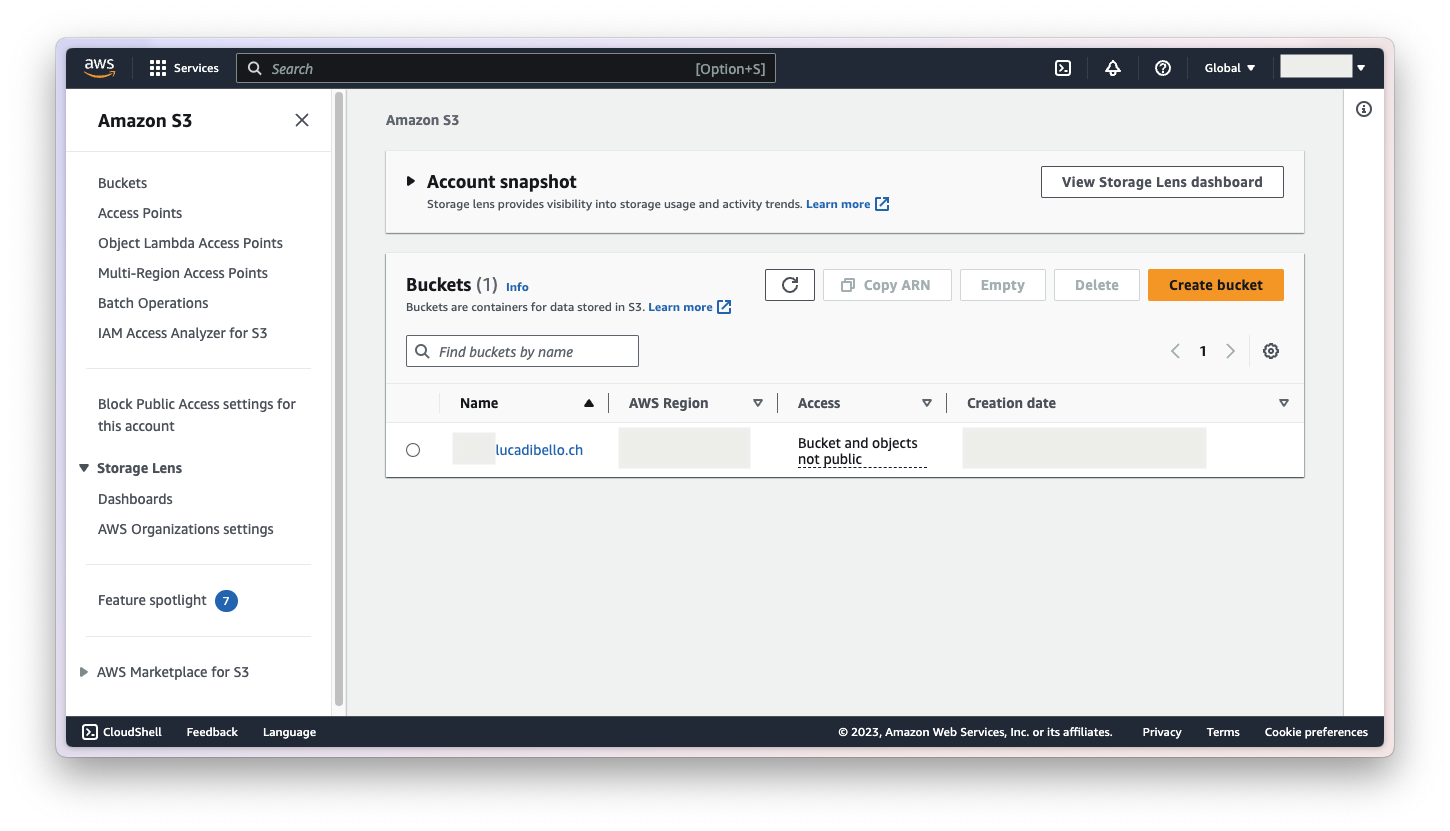 aws
Services
Search [Option+S]
Global
Amazon S3
Buckets
Access Points
Object Lambda Access Points
Multi-Region Access Points
Batch Operations
IAM Access Analyzer for S3
Block Public Access settings for
this account
Storage Lens
Dashboards
AWS Organizations settings
Feature spotlight 7
AWS Marketplace for S3
Amazon S3
Account snapshot
Storage lens provides visibility into storage usage and activity trends. Learn more
View Storage Lens dashboard
Buckets (1) Info
Buckets are containers for data stored in S3. Learn more
Copy ARN
Empty
Delete
Create bucket
Find buckets by name
1
Name AWS Region Access Creation date
lucadibello.ch
Bucket and objects
not public
CloudShell Feedback Language © 2023, Amazon Web Services, Inc. or its affiliates. Privacy Terms Cookie preferences